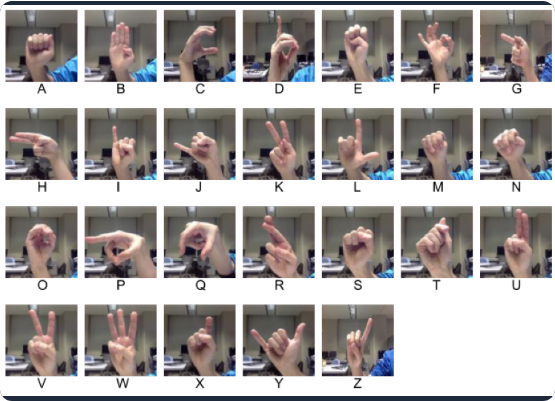 A B C D E F G
H I J K L M N
O P Q R S T U
V W X Y Z